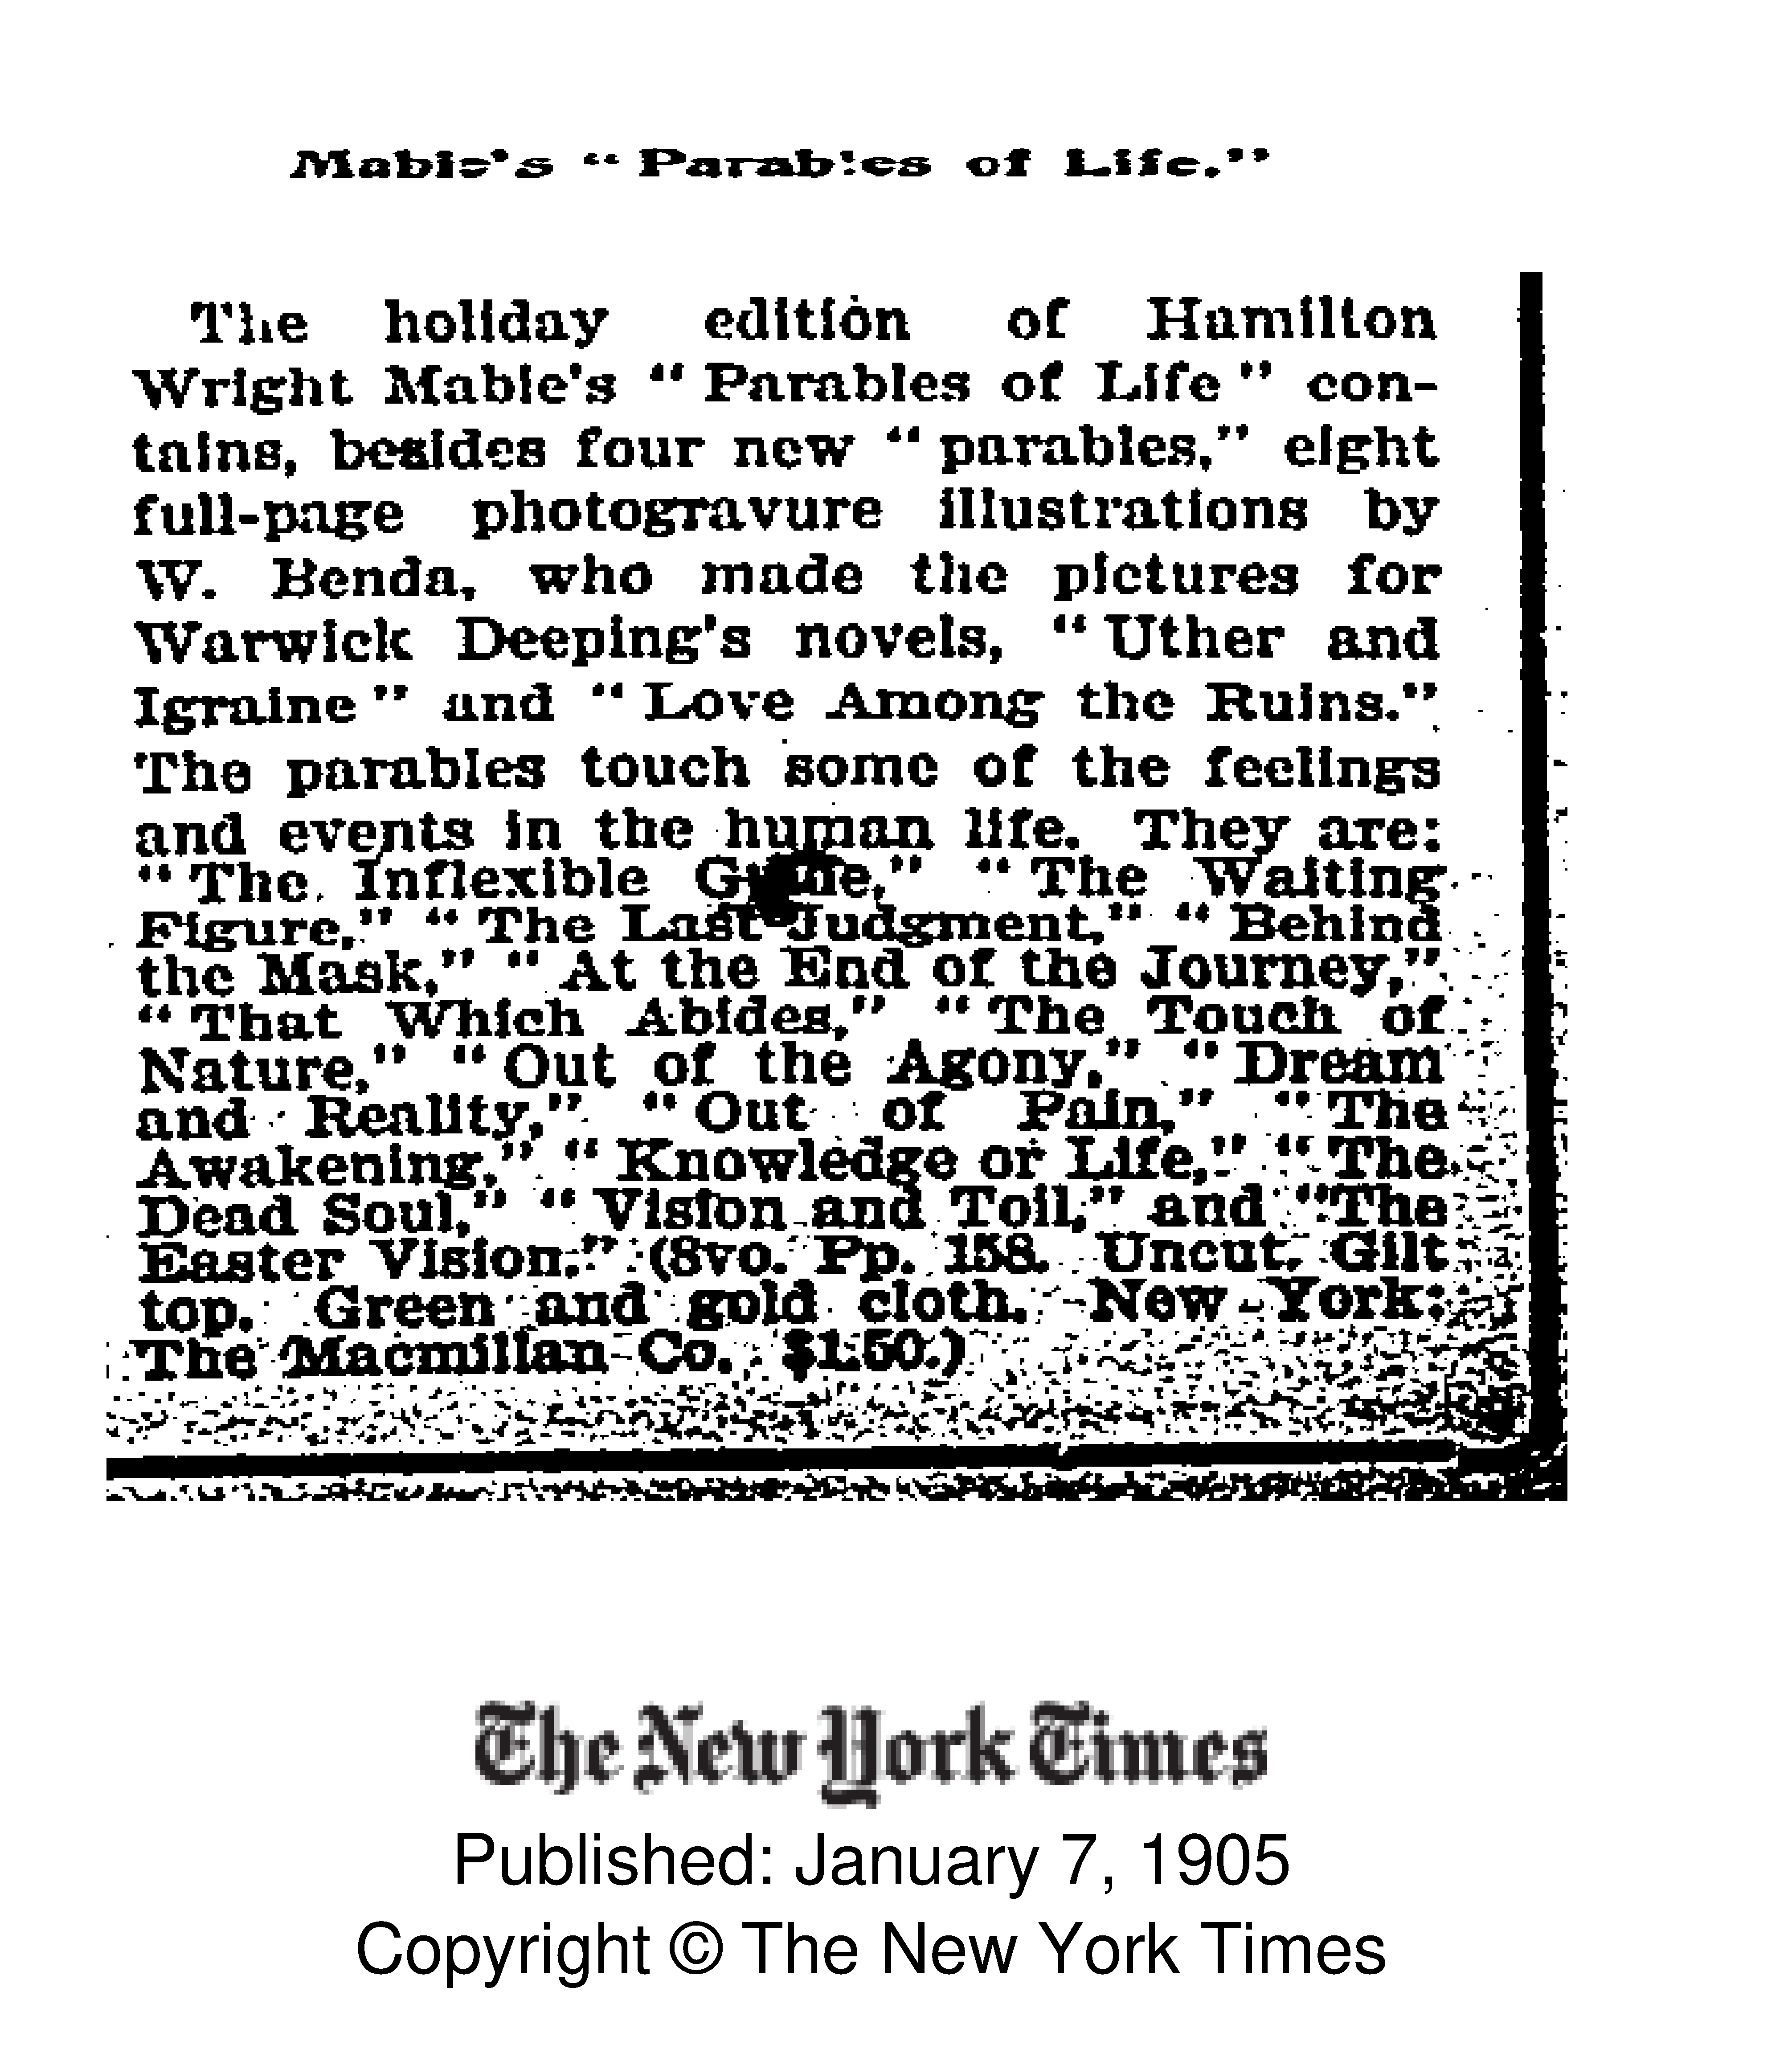 Mabie's “Parables of Life.”
The holiday edition of Hamilton
Wright Mabie's “Parables of Life” con-
tains, besides four new “parables,” eight
full-page photogravure illustrations by
W. Benda, who made the pictures for
Warwick Deeping's novels, “Uther and
Igraine” and “Love Among the Ruins.”
The parables touch some of the feelings
and events in the human life. They are:
“The Inflexible Guide,” “The Waiting
Figure,” “The Last Judgment,” “Behind
the Mask,” “At the End of the Journey,”
“That Which Abides,” “The Touch of
Nature,” “Out of the Agony,” “Dream
and Reality,” “Out of Pain,” “The
Awakening,” “Knowledge or Life,” “The
Dead Soul,” “Vision and Toil,” and “The
Easter Vision.” (8vo. Pp. 158. Uncut. Gilt
top. Green and gold cloth. New York:
The Macmillan Co. $1.50.)
The New York Times
Published: January 7, 1905
Copyright © The New York Times